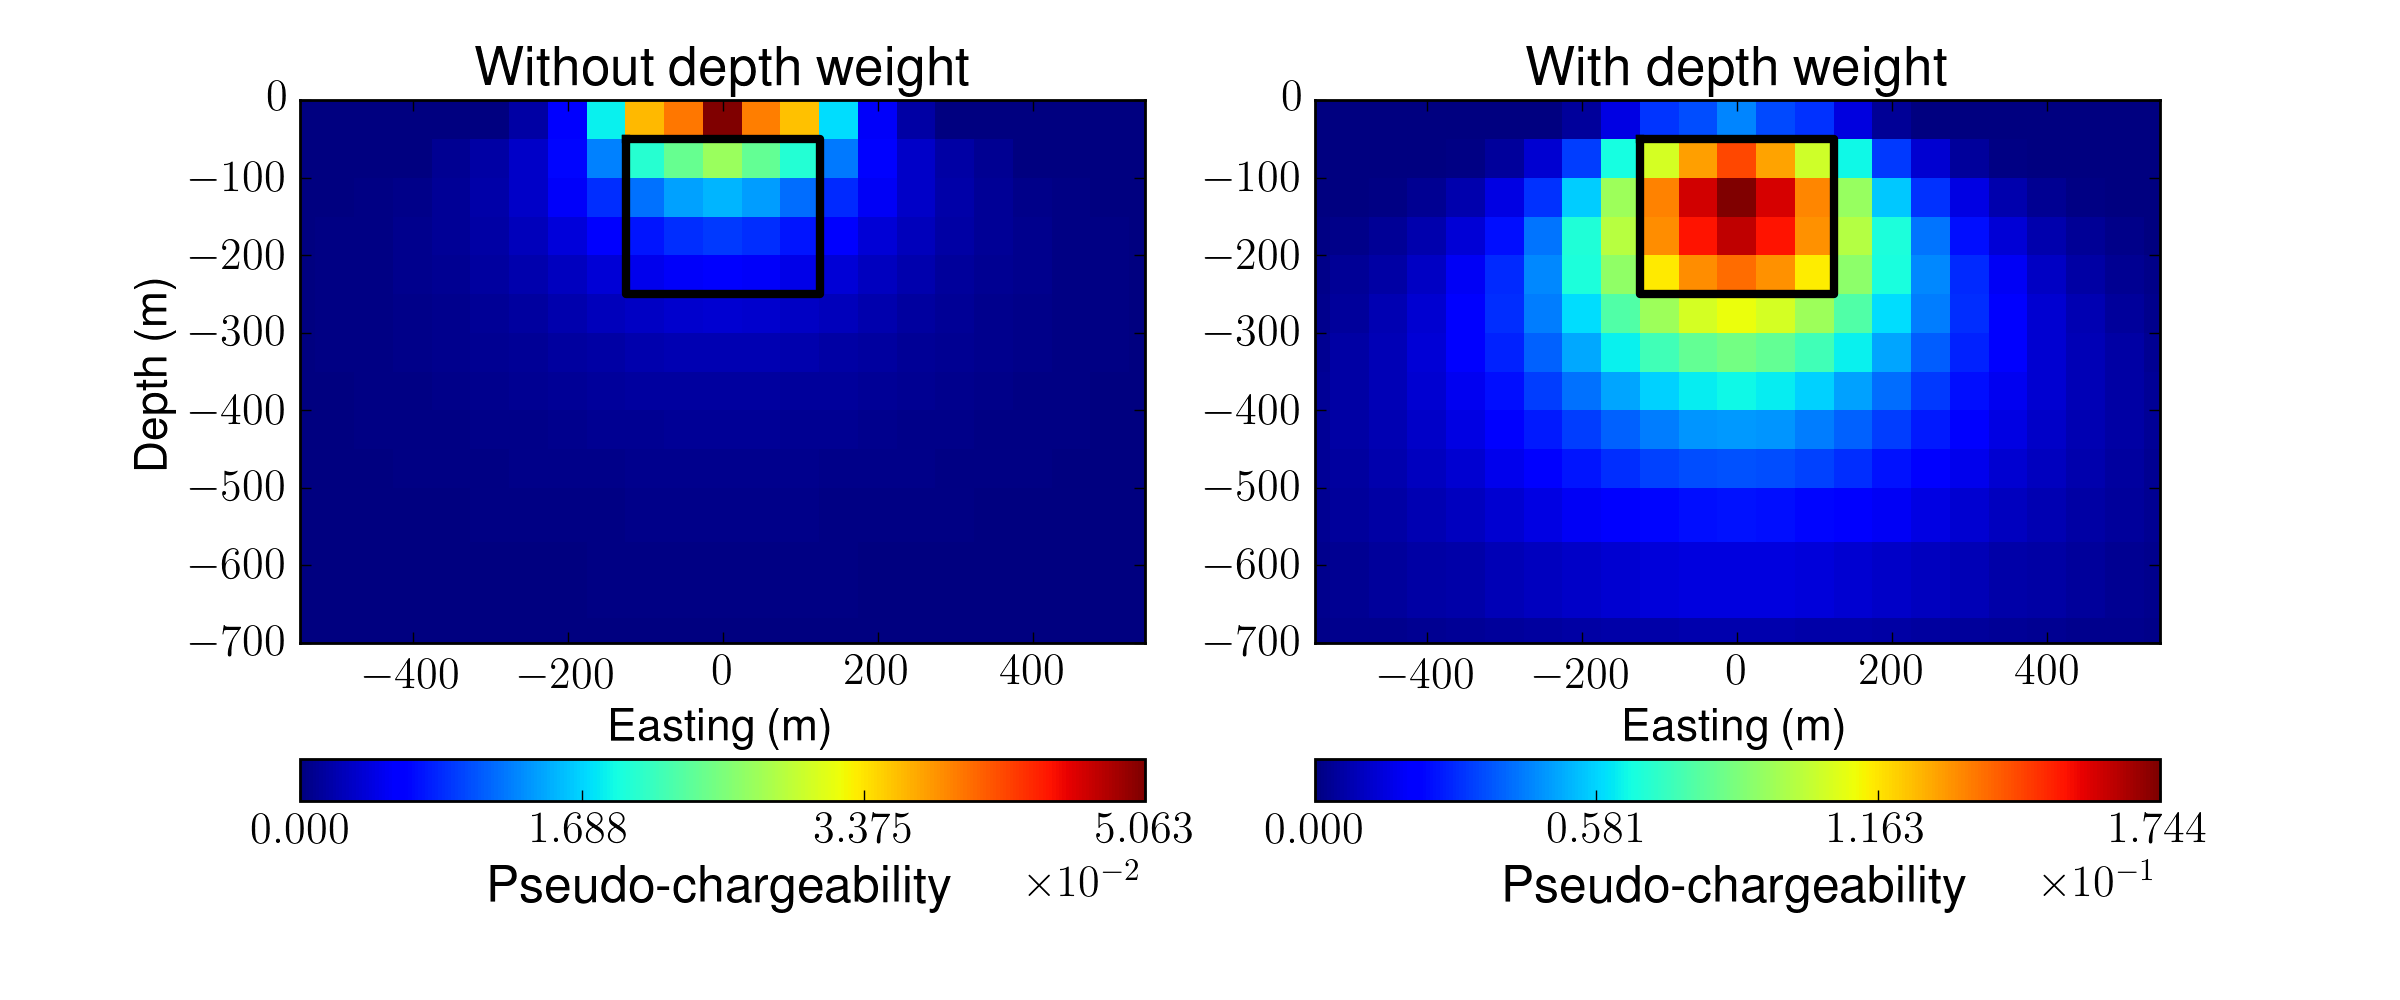 Without depth weight
0
−100
−200
−300
−400
−500
−600
−700
Depth (m)
−400 −200 0 200 400
Easting (m)
0.000 1.688 3.375 5.063
Pseudo-chargeability ×10−2
With depth weight
0
−100
−200
−300
−400
−500
−600
−700
−400 −200 0 200 400
Easting (m)
0.000 0.581 1.163 1.744
Pseudo-chargeability ×10−1